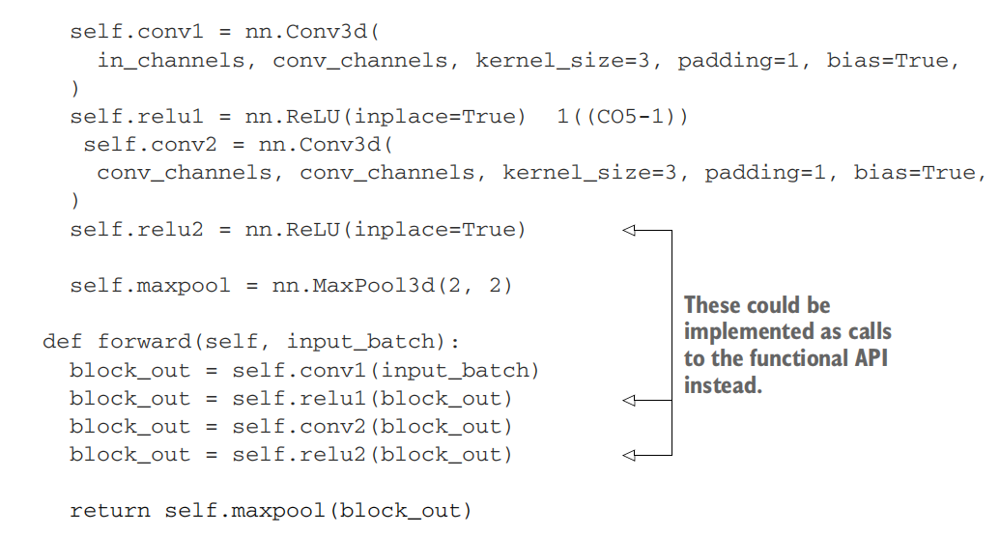 self.conv1 = nn.Conv3d(
in_channels, conv_channels, kernel_size=3, padding=1, bias=True,
)
self.relu1 = nn.ReLU(inplace=True)  1((CO5-1))
self.conv2 = nn.Conv3d(
conv_channels, conv_channels, kernel_size=3, padding=1, bias=True,
)
self.relu2 = nn.ReLU(inplace=True)
self.maxpool = nn.MaxPool3d(2, 2)
def forward(self, input_batch):
block_out = self.conv1(input_batch)
block_out = self.relu1(block_out)
block_out = self.conv2(block_out)
block_out = self.relu2(block_out)
return self.maxpool(block_out)
These could be
implemented as calls
to the functional API
instead.